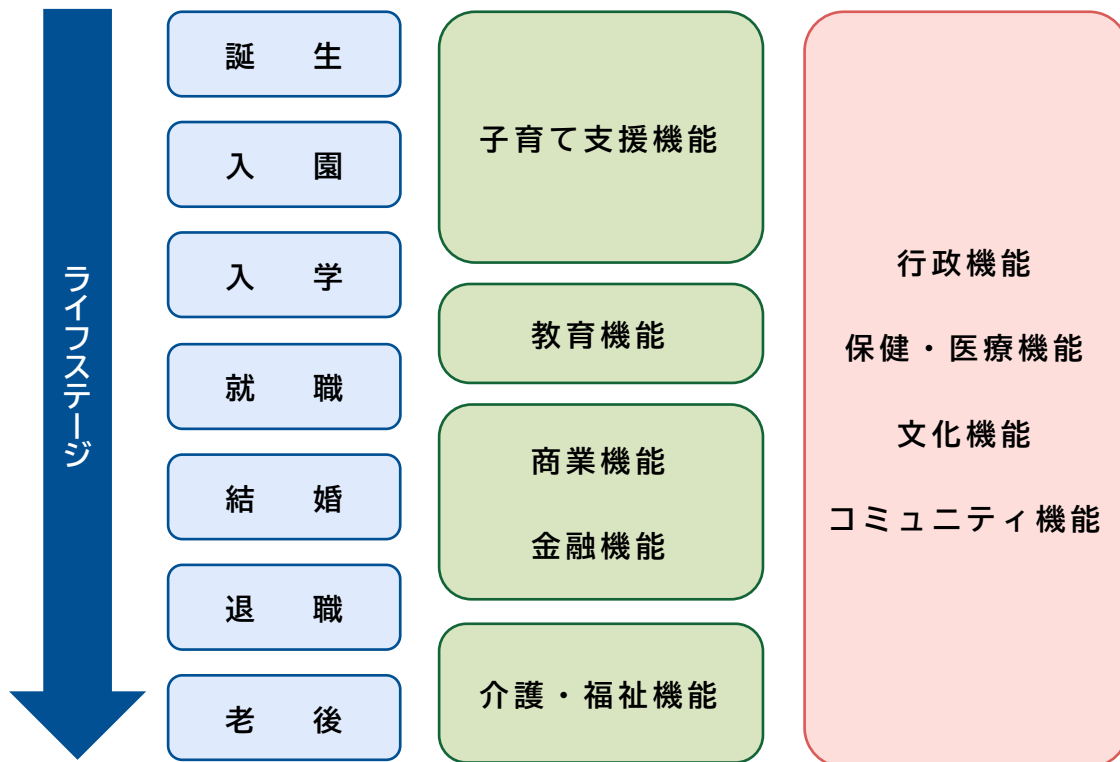 ライフステージ
誕　生
入　園
入　学
就　職
結　婚
退　職
老　後
子育て支援機能
教育機能
商業機能
金融機能
介護・福祉機能
行政機能
保健・医療機能
文化機能
コミュニティ機能